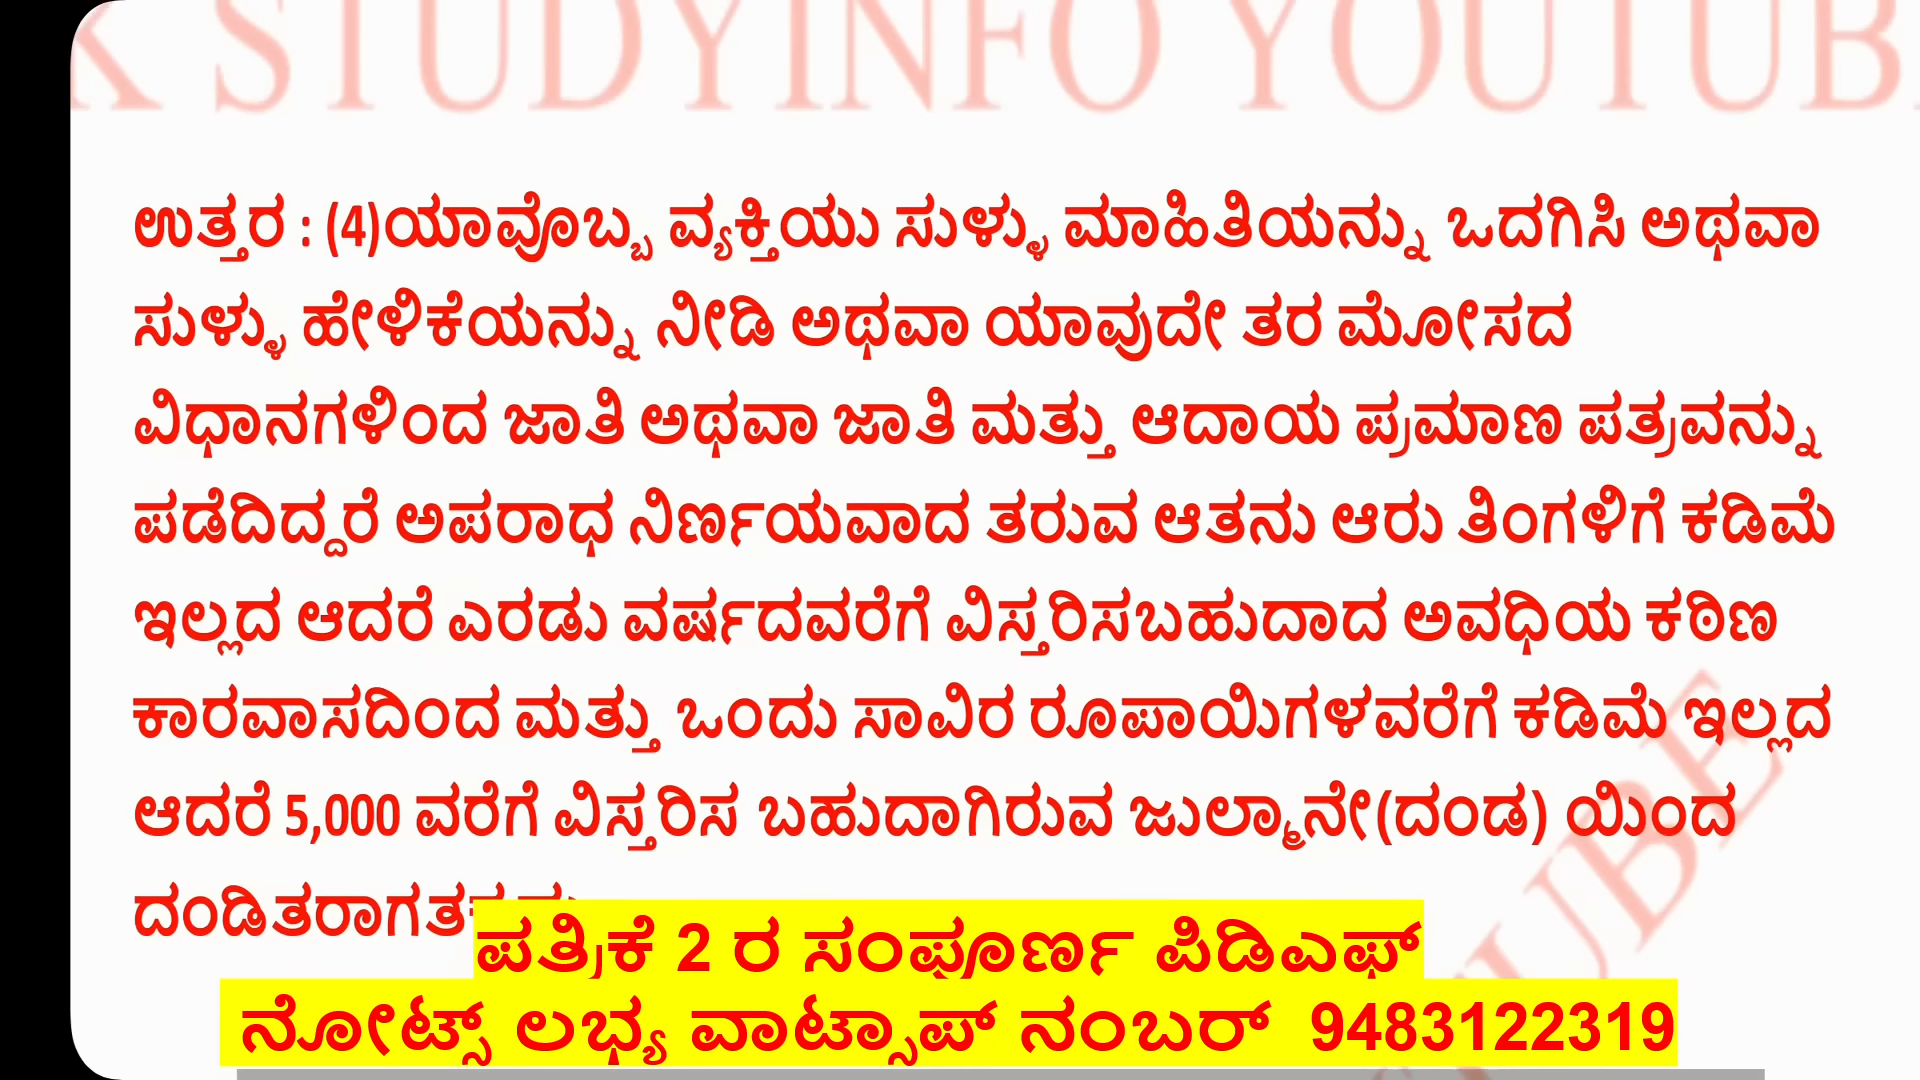 K STUDYINFO YOUTUB
ಉತ್ತರ : (4)ಯಾವೊಬ್ಬ ವ್ಯಕ್ತಿಯು ಸುಳ್ಳು ಮಾಹಿತಿಯನ್ನು ಒದಗಿಸಿ ಅಥವಾ
ಸುಳ್ಳು ಹೇಳಿಕೆಯನ್ನು ನೀಡಿ ಅಥವಾ ಯಾವುದೇ ತರ ಮೋಸದ
ವಿಧಾನಗಳಿಂದ ಜಾತಿ ಅಥವಾ ಜಾತಿ ಮತ್ತು ಆದಾಯ ಪ್ರಮಾಣ ಪತ್ರವನ್ನು
ಪಡೆದಿದ್ದರೆ ಅಪರಾಧ ನಿರ್ಣಯವಾದ ತರುವ ಆತನು ಆರು ತಿಂಗಳಿಗೆ ಕಡಿಮೆ
ಇಲ್ಲದ ಆದರೆ ಎರಡು ವರ್ಷದವರೆಗೆ ವಿಸ್ತರಿಸಬಹುದಾದ ಅವಧಿಯ ಕಠಿಣ
ಕಾರವಾಸದಿಂದ ಮತ್ತು ಒಂದು ಸಾವಿರ ರೂಪಾಯಿಗಳವರೆಗೆ ಕಡಿಮೆ ಇಲ್ಲದ
ಆದರೆ 5,000 ವರೆಗೆ ವಿಸ್ತರಿಸ ಬಹುದಾಗಿರುವ ಜುಲ್ಮಾನೇ(ದಂಡ) ಯಿಂದ
ಪತ್ರಿಕೆ 2 ರ ಸಂಪೂರ್ಣ ಪಿಡಿಎಫ್
ನೋಟ್ಸ್ ಲಭ್ಯ ವಾಟ್ಸಾಪ್ ನಂಬರ್ 9483122319
UBE